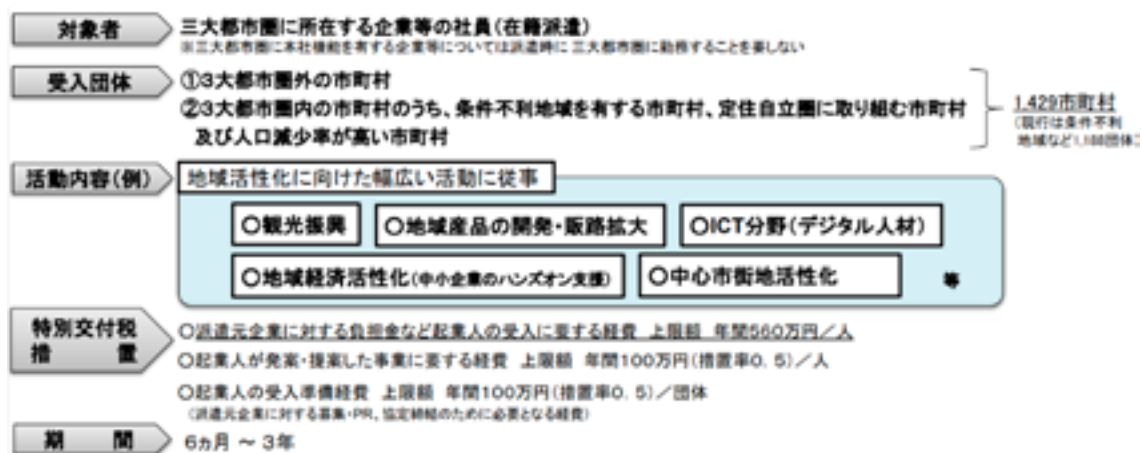 対象者
三大都市圏に所在する企業等の社員(在籍派遣)
※三大都市圏に本社機能を有する企業等については派遣時に三大都市圏に勤務することを要しない
受入団体
①3大都市圏外の市町村
②3大都市圏内の市町村のうち、条件不利地域を有する市町村、定住自立圏に取り組む市町村
及び人口減少率が高い市町村
1,429市町村
(現行は条件不利
地域など1,188団体)
活動内容(例)
地域活性化に向けた幅広い活動に従事
〇観光振興
〇地域産品の開発・販路拡大
〇ICT分野(デジタル人材)
〇地域経済活性化(中小企業のハンズオン支援)
〇中心市街地活性化
等
特別交付税
措置
〇派遣元企業に対する負担金など起業人の受入に要する経費 上限額 年間560万円/人
〇起業人が発案・提案した事業に要する経費 上限額 年間100万円(措置率0.5)/人
〇起業人の受入準備経費 上限額 年間100万円(措置率0.5)/団体
(派遣元企業に対する募集・PR、協定締結のために必要となる経費)
期間
6ヵ月 ~ 3年